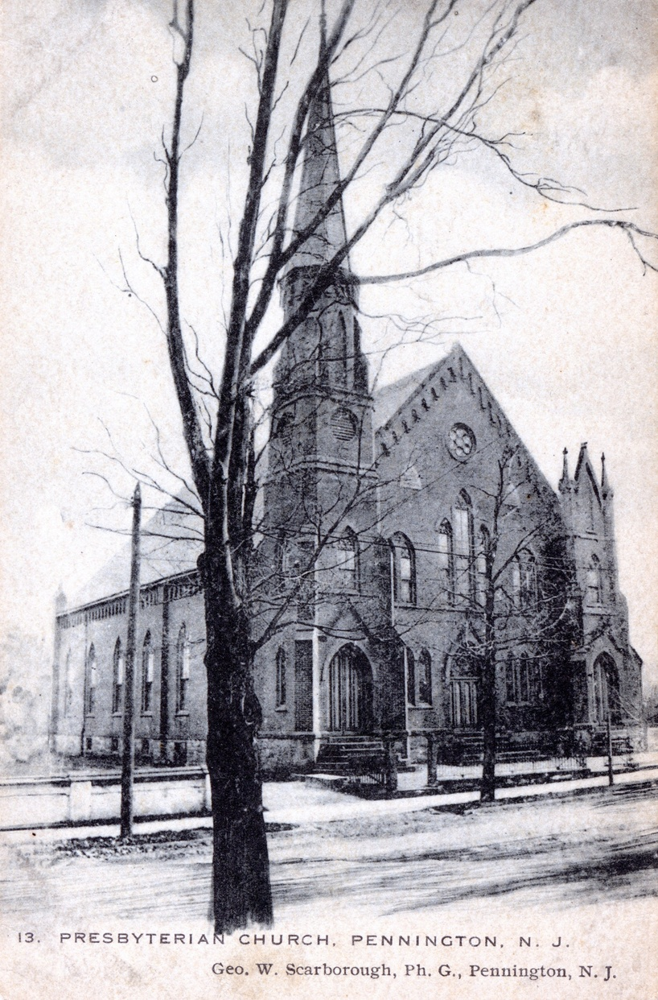 13. PRESBYTERIAN CHURCH, PENNINGTON, N. J.
Geo. W. Scarborough, Ph. G., Pennington, N. J.